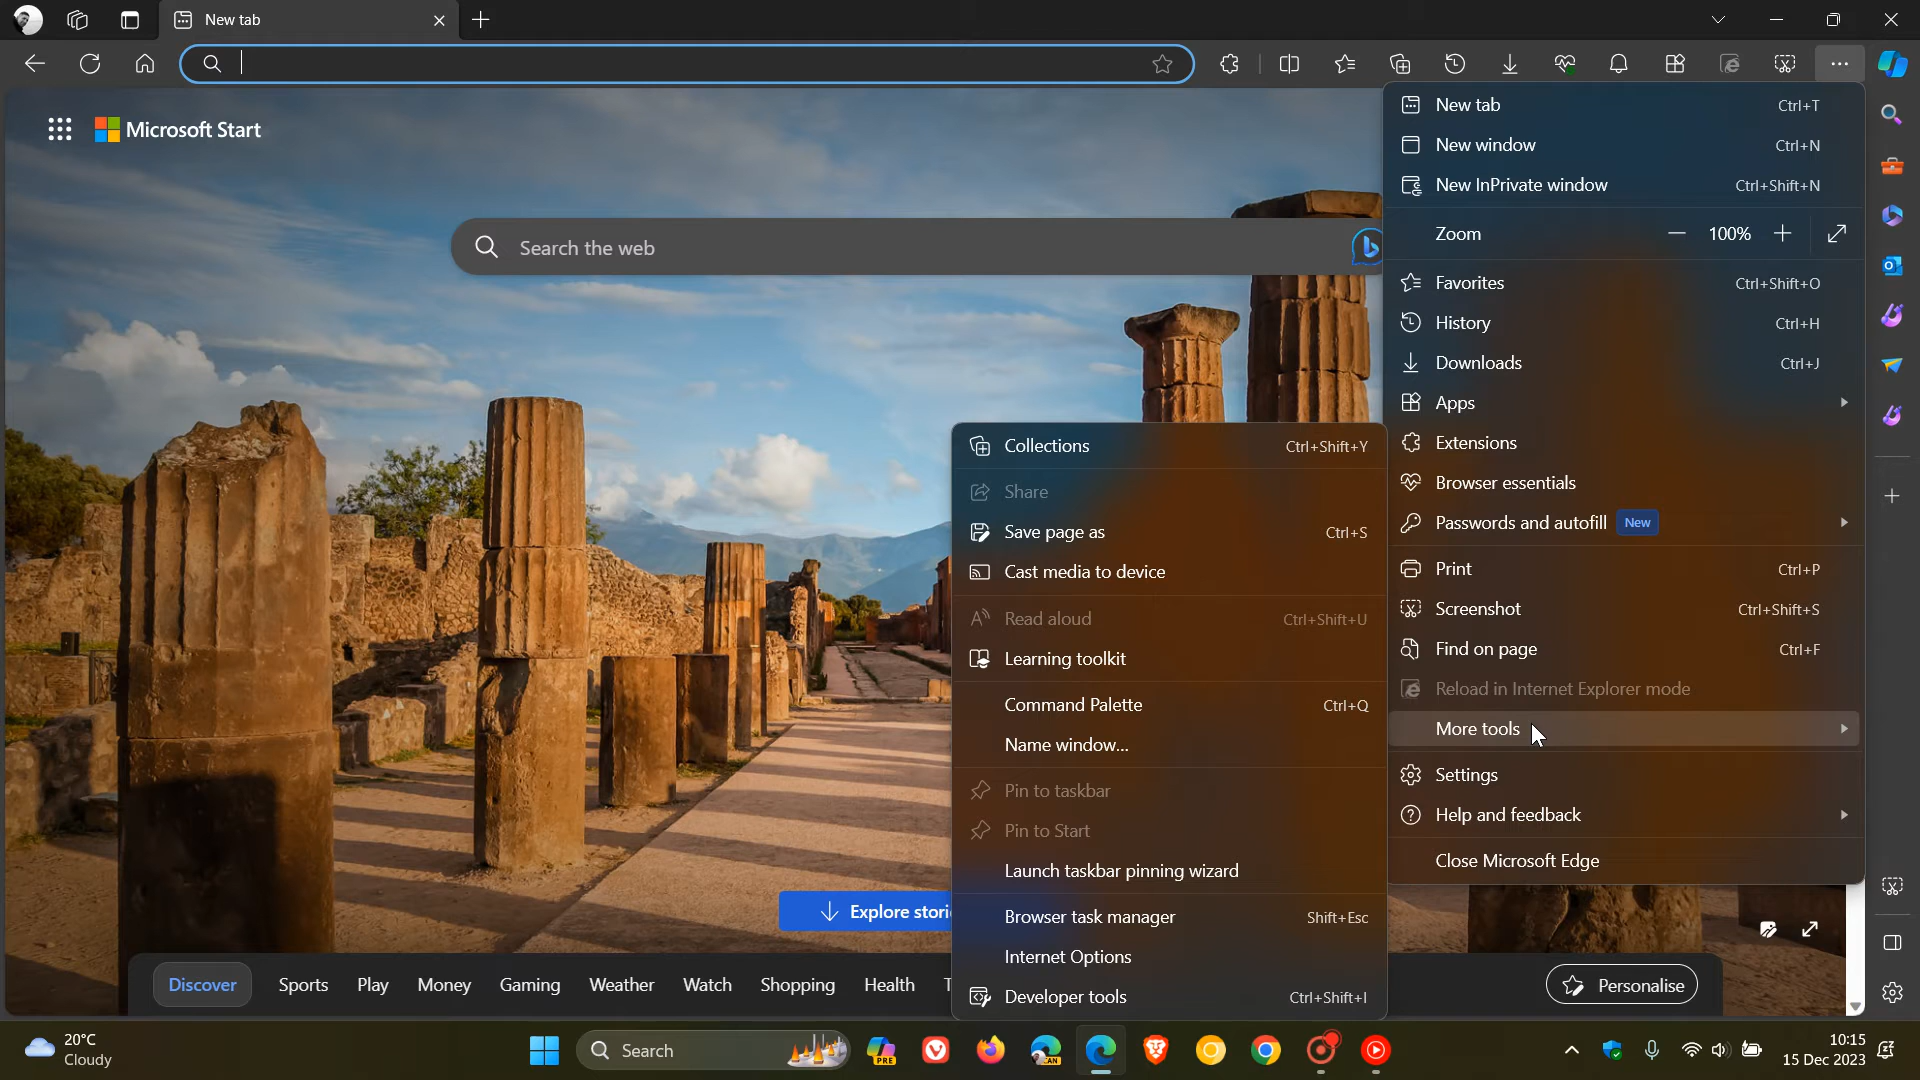 New tab
Microsoft Start
Search the web
New tab Ctrl+T
New window Ctrl+N
New InPrivate window Ctrl+Shift+N
Zoom 100%
Favorites Ctrl+Shift+O
History Ctrl+H
Downloads Ctrl+J
Apps
Extensions
Browser essentials
Passwords and autofill New
Print Ctrl+P
Screenshot Ctrl+Shift+S
Find on page Ctrl+F
Reload in Internet Explorer mode
More tools
Settings
Help and feedback
Close Microsoft Edge
Collections Ctrl+Shift+Y
Share
Save page as Ctrl+S
Cast media to device
Read aloud Ctrl+Shift+U
Learning toolkit
Command Palette Ctrl+Q
Name window...
Pin to taskbar
Pin to Start
Launch taskbar pinning wizard
Browser task manager Shift+Esc
Internet Options
Developer tools Ctrl+Shift+I
Explore stori
Discover Sports Play Money Gaming Weather Watch Shopping Health T
Personalise
20°C
Cloudy
Search
PRE
CAN
10:15
15 Dec 2023